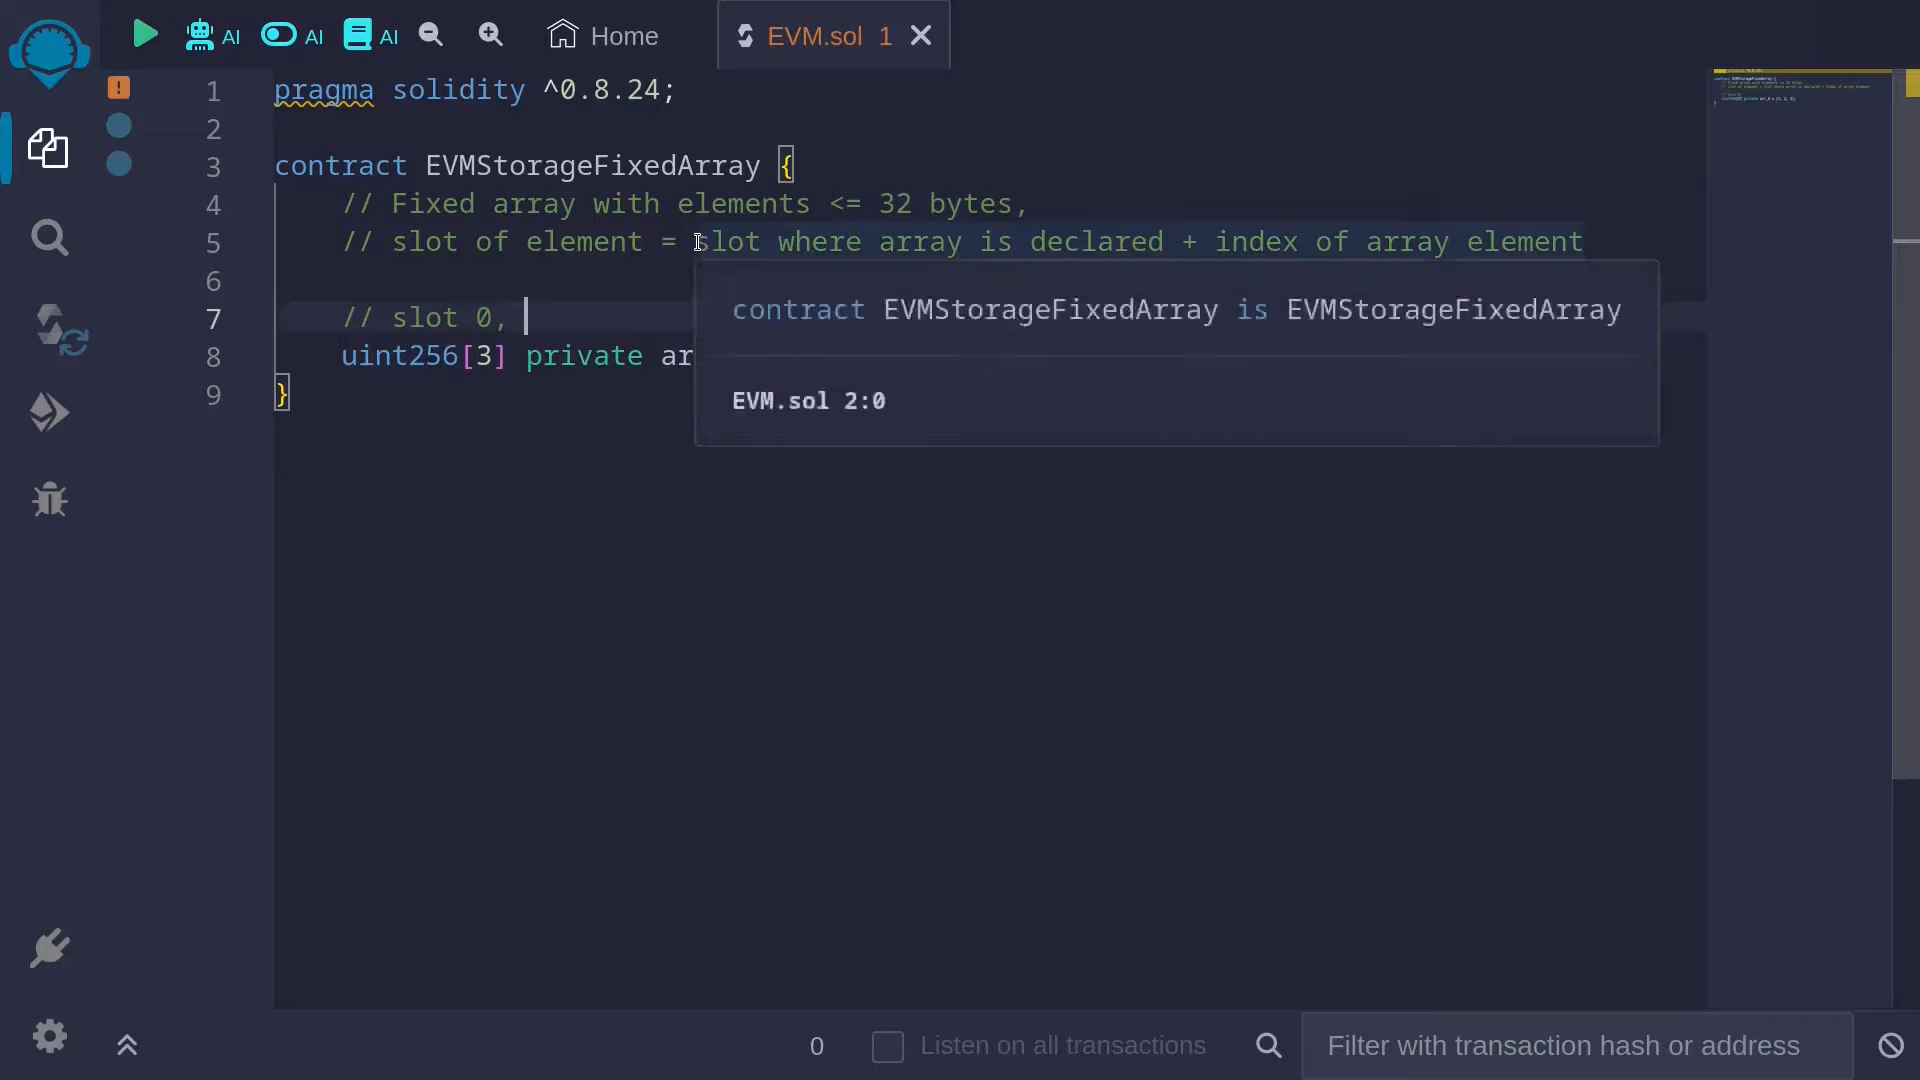 AI AI AI Home EVM.sol 1
1 pragma solidity ^0.8.24;
2
3 contract EVMStorageFixedArray {
4 // Fixed array with elements <= 32 bytes,
5 // slot of element = slot where array is declared + index of array element
6
7 // slot 0,
8 uint256[3] private ar
9 }
contract EVMStorageFixedArray is EVMStorageFixedArray
EVM.sol 2:0
0 Listen on all transactions Filter with transaction hash or address